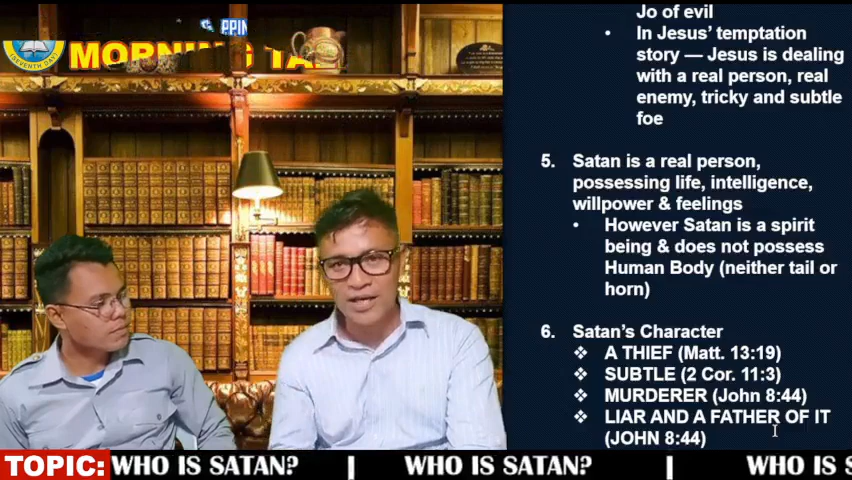 PPIN
MORNING TA
SEVENTH DAY
Jo of evil
• In Jesus’ temptation
story — Jesus is dealing
with a real person, real
enemy, tricky and subtle
foe
5. Satan is a real person,
possessing life, intelligence,
willpower & feelings
• However Satan is a spirit
being & does not possess
Human Body (neither tail or
horn)
6. Satan’s Character
❖ A THIEF (Matt. 13:19)
❖ SUBTLE (2 Cor. 11:3)
❖ MURDERER (John 8:44)
❖ LIAR AND A FATHER OF IT
(JOHN 8:44)
TOPIC: WHO IS SATAN? | WHO IS SATAN? | WHO IS S